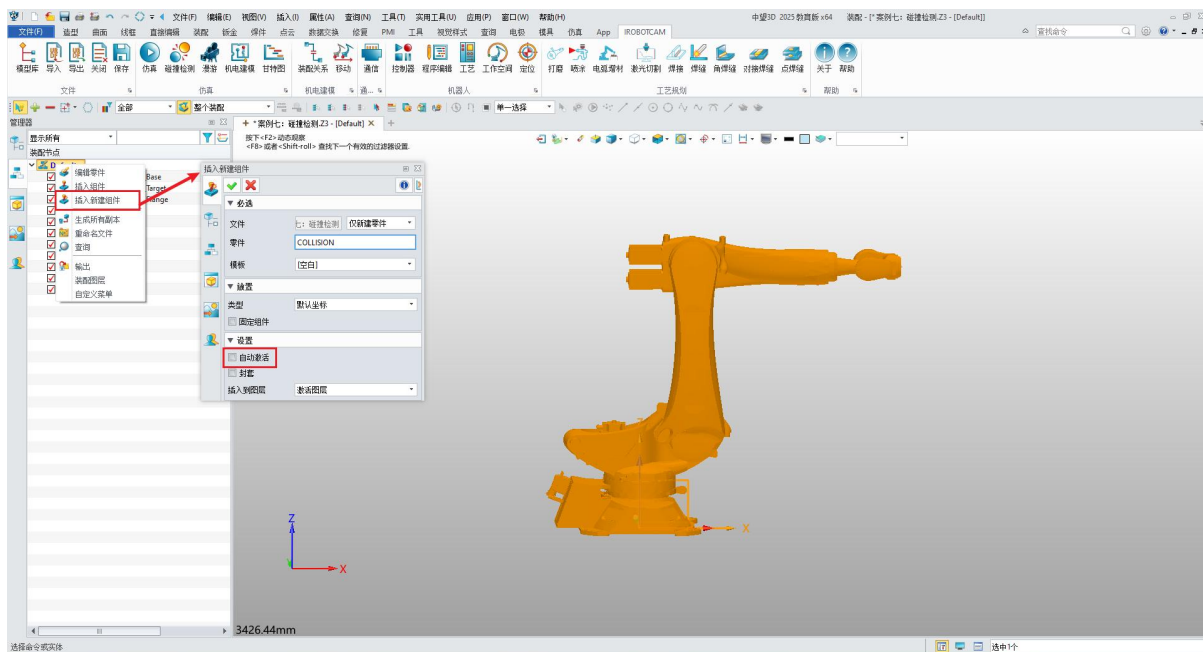 文件(F) 编辑(E) 视图(V) 插入(I) 属性(A) 查询(N) 工具(T) 实用工具(U) 应用(P) 窗口(W) 帮助(H) 中望3D 2025 教育版 x64 装配 - [* 案例七：碰撞检测.Z3 - [Default]]
文件(F) 造型 曲面 线框 直接编辑 装配 钣金 焊件 点云 数据交换 修复 PMI 工具 视觉样式 查询 电极 模具 仿真 App IROBOTCAM 查找命令
模型库 导入 导出 关闭 保存 仿真 碰撞检测 漫游 机电建模 甘特图 装配关系 移动 通信 控制器 程序编辑 工艺 工作空间 定位 打磨 喷涂 电弧增材 激光切割 焊接 焊缝 角焊缝 对接焊缝 点焊缝 关于 帮助
文件 仿真 机电建模 通... 机器人 工艺规划 帮助
全部 整个装配 单一选择
管理器 + * 案例七：碰撞检测.Z3 - [Default] × +
显示所有 按下<F2>动态观察
<F8>或者<Shift-roll> 查找下一个有效的过滤器设置.
装配节点
编辑零件 Base
插入组件 Target
插入新建组件
生成所有副本
重命名文件
查询
输出
装配图层
自定义菜单
插入新建组件
必选
文件 七：碰撞检测 仅新建零件
零件 COLLISION
模板 [空白]
放置
类型 默认坐标
固定组件
设置
自动激活
封套
插入到图层 激活图层
X
Z
X
3426.44mm
选择命令或实体 选中1个